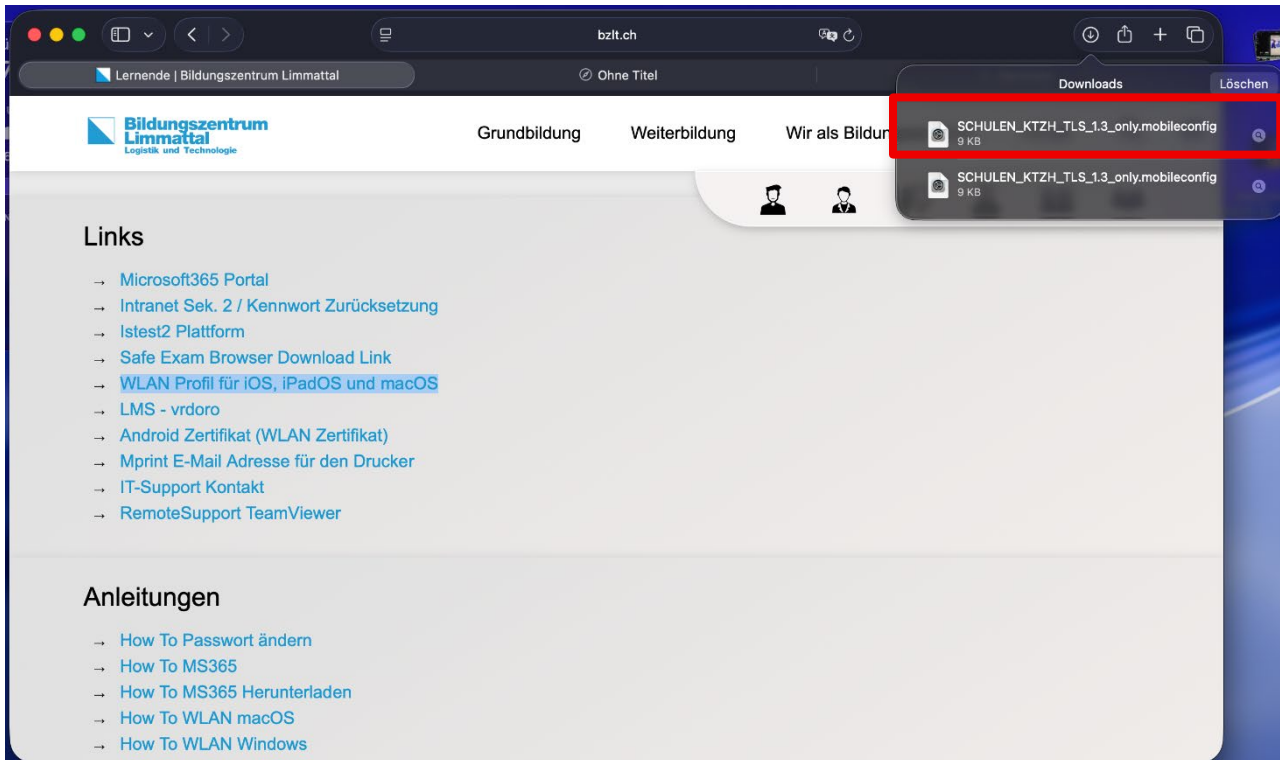 bzlt.ch
Lernende | Bildungszentrum Limmattal
Ohne Titel
Downloads
Löschen
SCHULEN_KTZH_TLS_1.3_only.mobileconfig
9 KB
SCHULEN_KTZH_TLS_1.3_only.mobileconfig
9 KB
Bildungszentrum
Limmattal
Logistik und Technologie
Grundbildung
Weiterbildung
Wir als Bildun
Links
→ Microsoft365 Portal
→ Intranet Sek. 2 / Kennwort Zurücksetzung
→ Istest2 Plattform
→ Safe Exam Browser Download Link
→ WLAN Profil für iOS, iPadOS und macOS
→ LMS - vrdoro
→ Android Zertifikat (WLAN Zertifikat)
→ Mprint E-Mail Adresse für den Drucker
→ IT-Support Kontakt
→ RemoteSupport TeamViewer
Anleitungen
→ How To Passwort ändern
→ How To MS365
→ How To MS365 Herunterladen
→ How To WLAN macOS
→ How To WLAN Windows